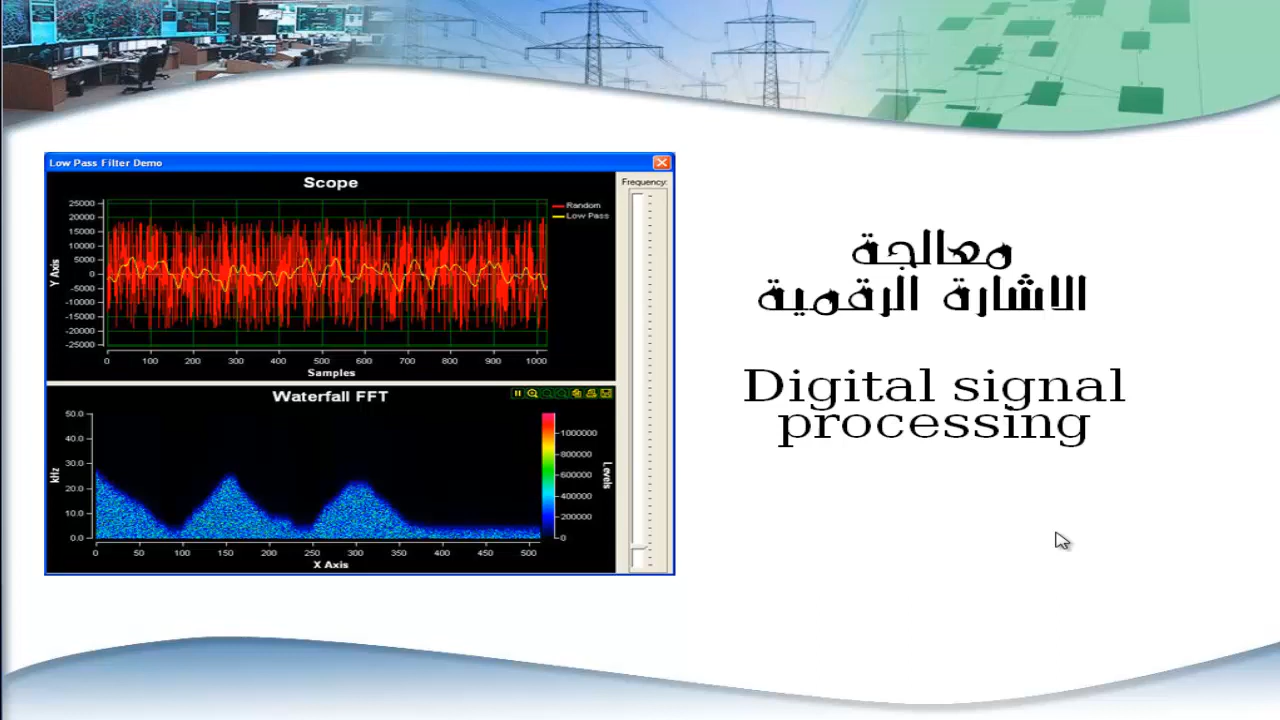 Low Pass Filter Demo
Scope
Frequency:
25000
20000
15000
10000
5000
0
-5000
-10000
-15000
-20000
-25000
Y Axis
Random
Low Pass
0 100 200 300 400 500 600 700 800 900 1000
Samples
Waterfall FFT
50.0
40.0
30.0
20.0
10.0
0.0
kHz
1000000
800000
600000
400000
200000
0
Levels
0 50 100 150 200 250 300 350 400 450 500
X Axis
معالجة
الاشارة الرقمية
Digital signal
processing